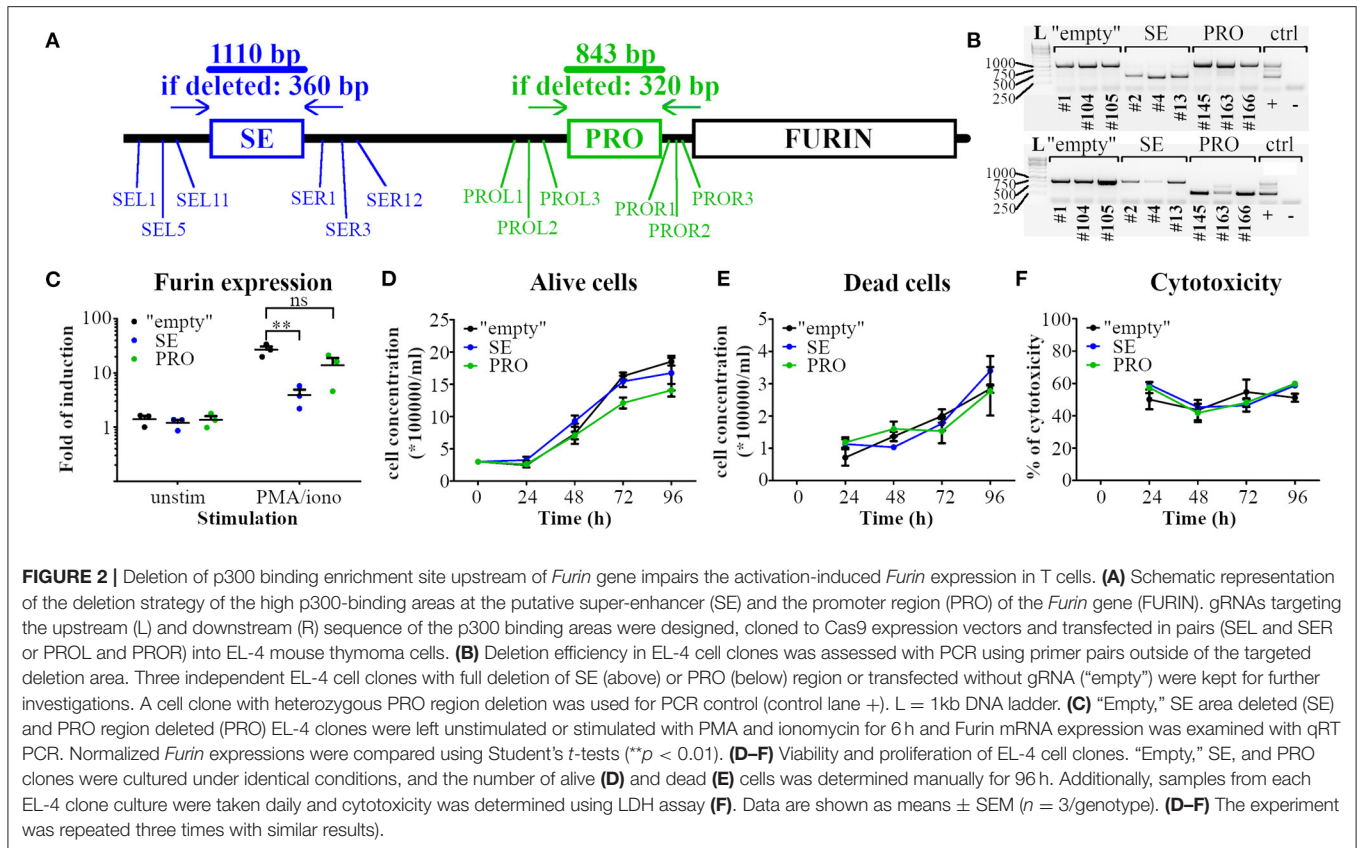 A
1110 bp
if deleted: 360 bp
843 bp
if deleted: 320 bp
SE
PRO
FURIN
SEL1
SEL5
SEL11
SER1
SER3
SER12
PROL1
PROL2
PROL3
PROR1
PROR2
PROR3
B
L "empty" SE PRO ctrl
1000
750
500
250
#1 #104 #105 #2 #4 #13 #145 #163 #166 + -
L "empty" SE PRO ctrl
1000
750
500
#1 #104 #105 #2 #4 #13 #145 #163 #166 + -
C Furin expression
"empty"
SE
PRO
ns
**
100
10
1
Fold of induction
unstim PMA/iono
Stimulation
D Alive cells
"empty"
SE
PRO
25
20
15
10
5
0
cell concentration
(*1000000/ml)
0 24 48 72 96
Time (h)
E Dead cells
"empty"
SE
PRO
5
4
3
2
1
0
cell concentration
(*1000000/ml)
0 24 48 72 96
Time (h)
F Cytotoxicity
"empty"
SE
PRO
100
80
60
40
20
0
% of cytotoxicity
0 24 48 72 96
Time (h)
FIGURE 2 | Deletion of p300 binding enrichment site upstream of Furin gene impairs the activation-induced Furin expression in T cells. (A) Schematic representation
of the deletion strategy of the high p300-binding areas at the putative super-enhancer (SE) and the promoter region (PRO) of the Furin gene (FURIN). gRNAs targeting
the upstream (L) and downstream (R) sequence of the p300 binding areas were designed, cloned to Cas9 expression vectors and transfected in pairs (SEL and SER
or PROL and PROR) into EL-4 mouse thymoma cells. (B) Deletion efficiency in EL-4 cell clones was assessed with PCR using primer pairs outside of the targeted
deletion area. Three independent EL-4 cell clones with full deletion of SE (above) or PRO (below) region or transfected without gRNA ("empty") were kept for further
investigations. A cell clone with heterozygous PRO region deletion was used for PCR control (control lane +). L = 1kb DNA ladder. (C) "Empty," SE area deleted (SE)
and PRO region deleted (PRO) EL-4 clones were left unstimulated or stimulated with PMA and ionomycin for 6 h and Furin mRNA expression was examined with qRT
PCR. Normalized Furin expressions were compared using Student's t-tests (**p < 0.01). (D–F) Viability and proliferation of EL-4 cell clones. "Empty," SE, and PRO
clones were cultured under identical conditions, and the number of alive (D) and dead (E) cells was determined manually for 96 h. Additionally, samples from each
EL-4 clone culture were taken daily and cytotoxicity was determined using LDH assay (F). Data are shown as means ± SEM (n = 3/genotype). (D–F) The experiment
was repeated three times with similar results).